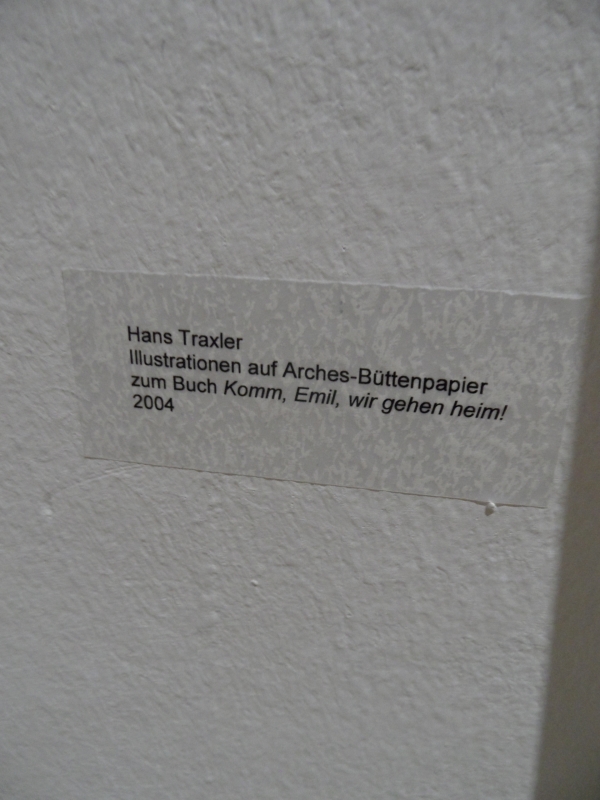 Hans Traxler
Illustrationen auf Arches-Büttenpapier
zum Buch Komm, Emil, wir gehen heim!
2004